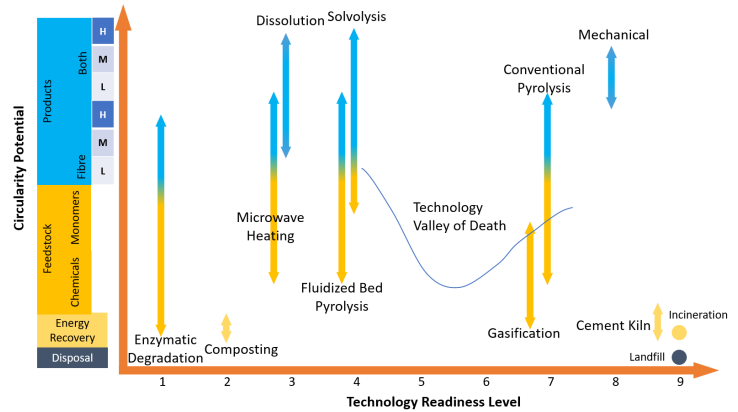 Dissolution
Solvolysis
Mechanical
Conventional
Pyrolysis
Circularity Potential
Products
Both
H
M
L
Fibre
H
M
L
Feedstock
Monomers
Chemicals
Energy
Recovery
Disposal
Microwave
Heating
Technology
Valley of Death
Fluidized Bed
Pyrolysis
Enzymatic
Degradation
Composting
Gasification
Cement Kiln
Incineration
Landfill
1 2 3 4 5 6 7 8 9
Technology Readiness Level